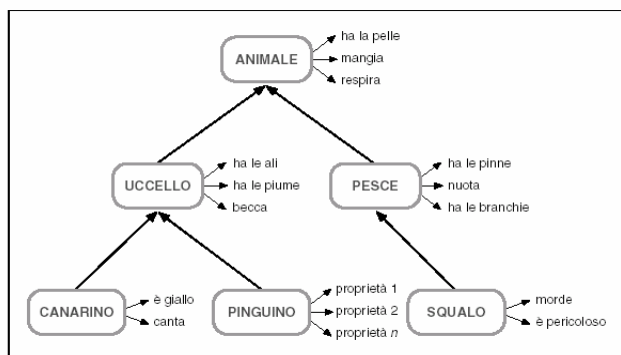 ANIMALE
ha la pelle
mangia
respira
UCCELLO
ha le ali
ha le piume
becca
PESCE
ha le pinne
nuota
ha le branchie
CANARINO
è giallo
canta
PINGUINO
proprietà 1
proprietà 2
proprietà n
SQUALO
morde
è pericoloso